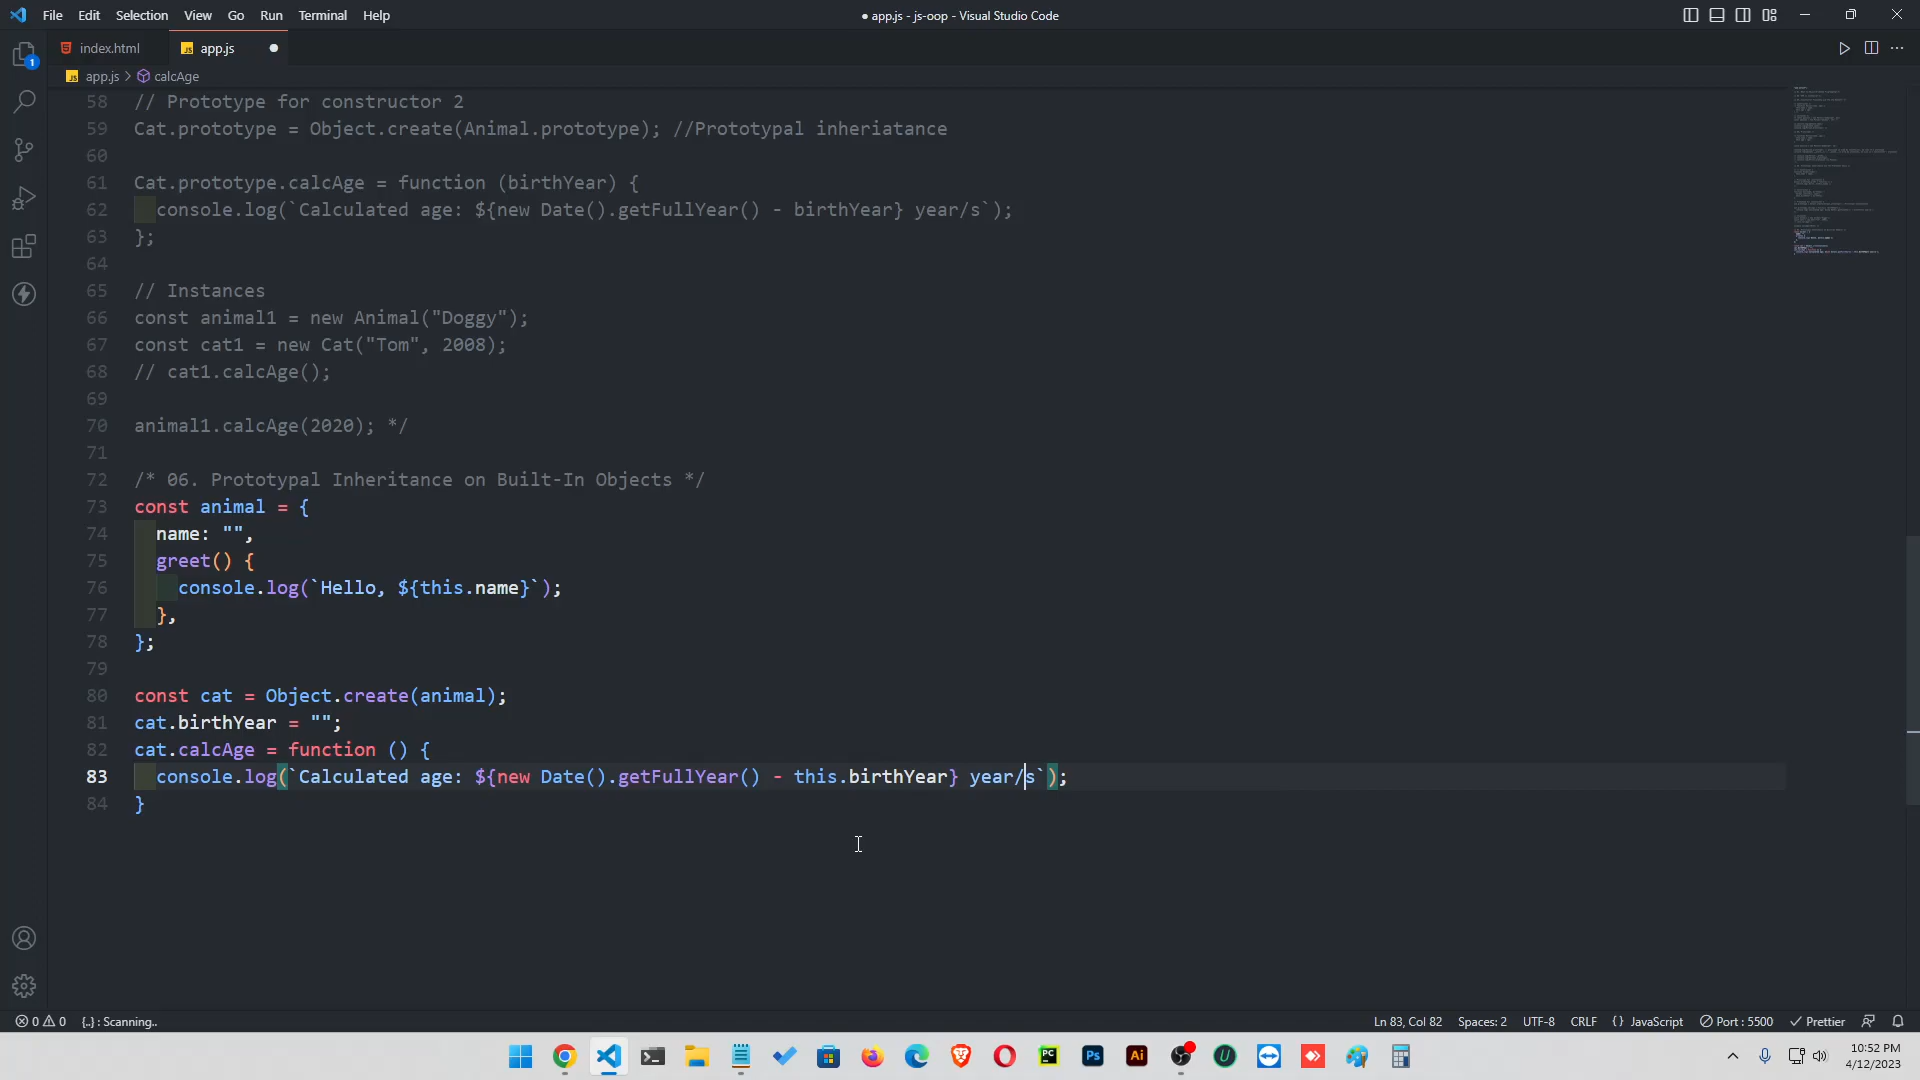 File Edit Selection View Go Run Terminal Help
● app.js - js-oop - Visual Studio Code
index.html
JS app.js ●
JS app.js > calcAge
1
58 // Prototype for constructor 2
59 Cat.prototype = Object.create(Animal.prototype); //Prototypal inheriatance
60
61 Cat.prototype.calcAge = function (birthYear) {
62 console.log(`Calculated age: ${new Date().getFullYear() - birthYear} year/s`);
63 };
64
65 // Instances
66 const animal1 = new Animal("Doggy");
67 const cat1 = new Cat("Tom", 2008);
68 // cat1.calcAge();
69
70 animal1.calcAge(2020); */
71
72 /* 06. Prototypal Inheritance on Built-In Objects */
73 const animal = {
74 name: "",
75 greet() {
76 console.log(`Hello, ${this.name}`);
77 },
78 };
79
80 const cat = Object.create(animal);
81 cat.birthYear = "";
82 cat.calcAge = function () {
83 console.log(`Calculated age: ${new Date().getFullYear() - this.birthYear} year/s`);
84 }
0 0 {..} : Scanning..
Ln 83, Col 82 Spaces: 2 UTF-8 CRLF {} JavaScript Port : 5500 Prettier
PC Ps Ai U
10:52 PM
4/12/2023